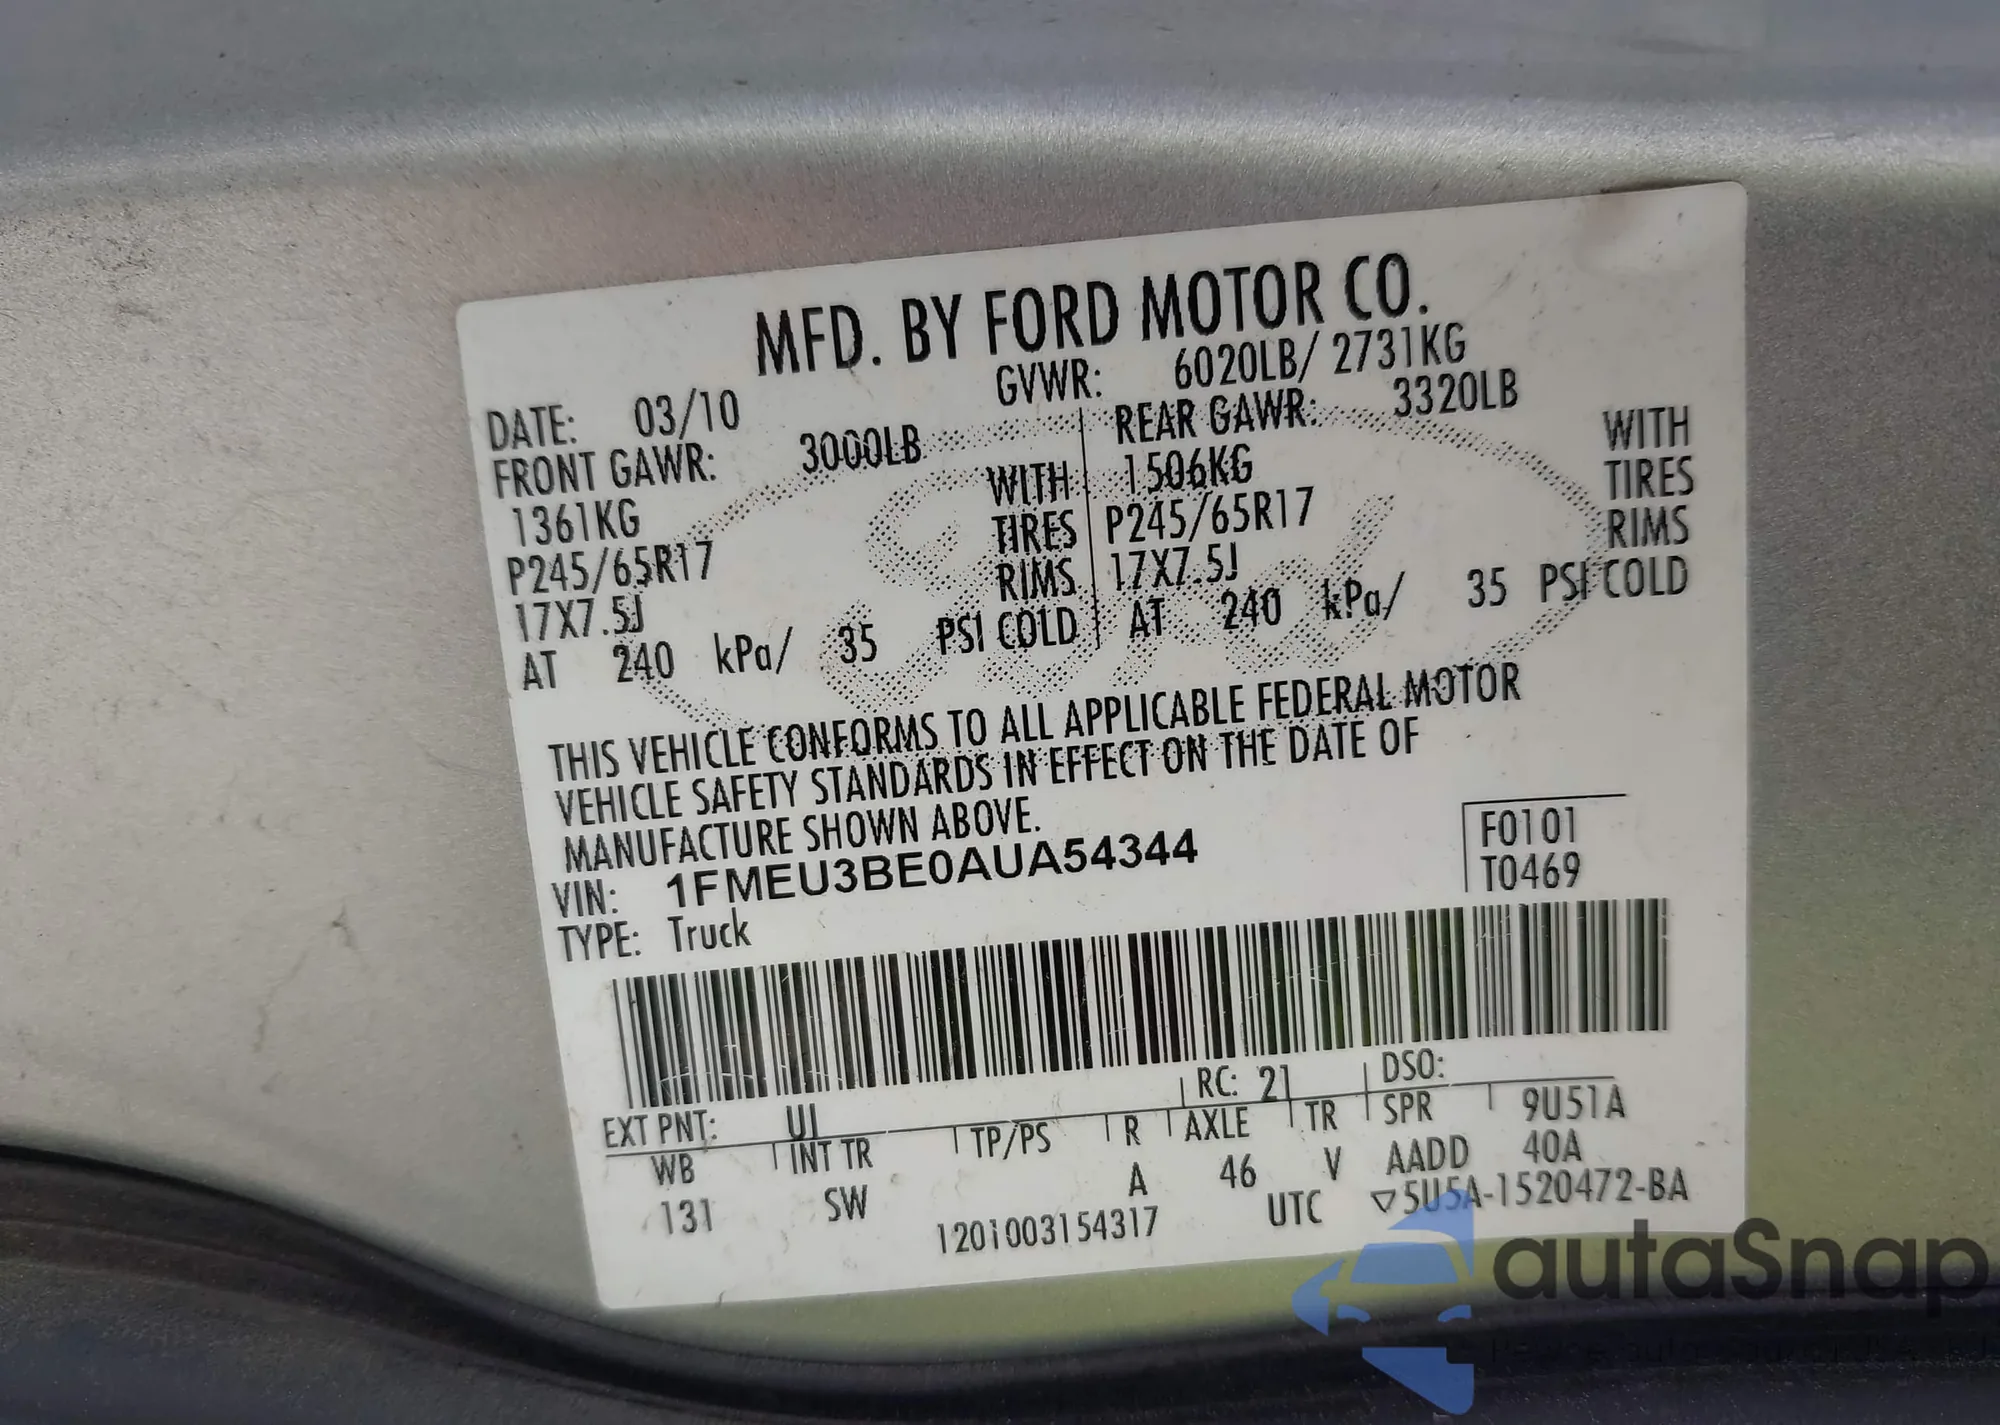 MFD. BY FORD MOTOR CO.
DATE: 03/10 GVWR: 6020LB/ 2731KG
FRONT GAWR: 3000LB REAR GAWR: 3320LB
1361KG WITH 1506KG WITH
P245/65R17 TIRES P245/65R17 TIRES
17X7.5J RIMS 17X7.5J RIMS
AT 240 kPa/ 35 PSI COLD AT 240 kPa/ 35 PSI COLD
THIS VEHICLE CONFORMS TO ALL APPLICABLE FEDERAL MOTOR
VEHICLE SAFETY STANDARDS IN EFFECT ON THE DATE OF
MANUFACTURE SHOWN ABOVE.
VIN: 1FMEU3BE0AUA54344
F0101
T0469
TYPE: Truck
EXT PNT: UJ RC: 21 DSO:
WB INT TR TP/PS R AXLE TR SPR 9U51A
131 SW A 46 V AADD 40A
1201003154317 UTC ▽5U5A-1520472-BA
autaSnap